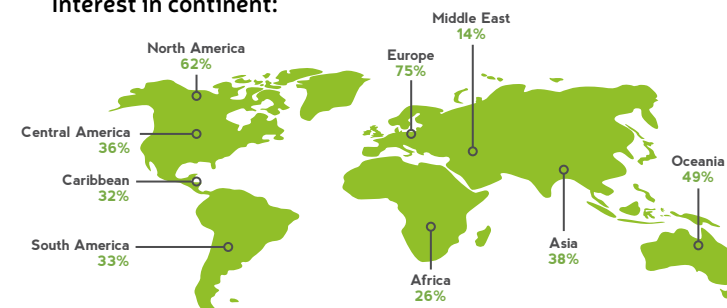 Interest in continent:
Middle East
14%
North America
62%
Europe
75%
Central America
36%
Oceania
49%
Caribbean
32%
South America
33%
Asia
38%
Africa
26%